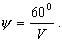 ψ = 60⁰ / V .